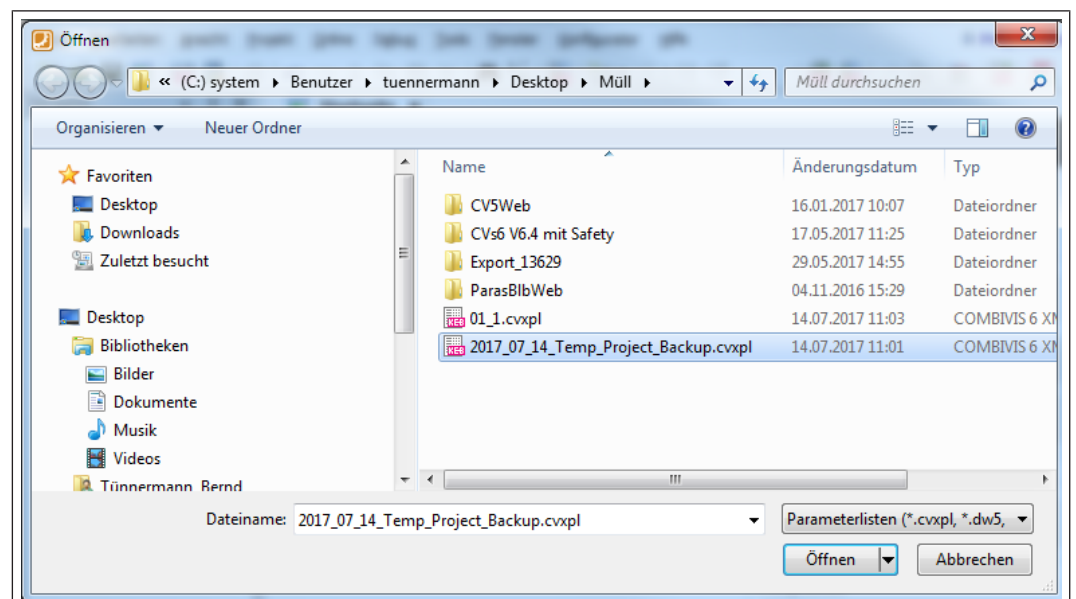 Öffnen
« (C:) system ▸ Benutzer ▸ tuennermann ▸ Desktop ▸ Müll ▸
Müll durchsuchen
Organisieren Neuer Ordner
Favoriten
Desktop
Downloads
Zuletzt besucht
Desktop
Bibliotheken
Bilder
Dokumente
Musik
Videos
Tünnermann Bernd
Name Änderungsdatum Typ
CV5Web 16.01.2017 10:07 Dateiordner
CVs6 V6.4 mit Safety 17.05.2017 11:25 Dateiordner
Export_13629 29.05.2017 14:55 Dateiordner
ParasBlbWeb 04.11.2016 15:29 Dateiordner
KEB 01_1.cvxpl 14.07.2017 11:03 COMBIVIS 6 XM
KEB 2017_07_14_Temp_Project_Backup.cvxpl 14.07.2017 11:01 COMBIVIS 6 XM
Dateiname: 2017_07_14_Temp_Project_Backup.cvxpl
Parameterlisten (*.cvxpl, *.dw5,
Öffnen Abbrechen